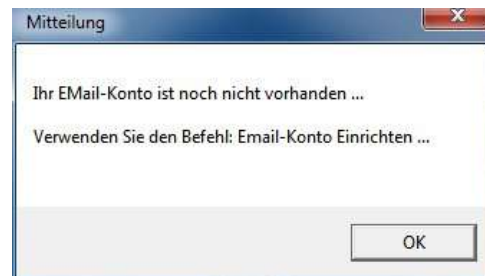 Mitteilung
Ihr EMail-Konto ist noch nicht vorhanden ...
Verwenden Sie den Befehl: Email-Konto Einrichten ...
OK